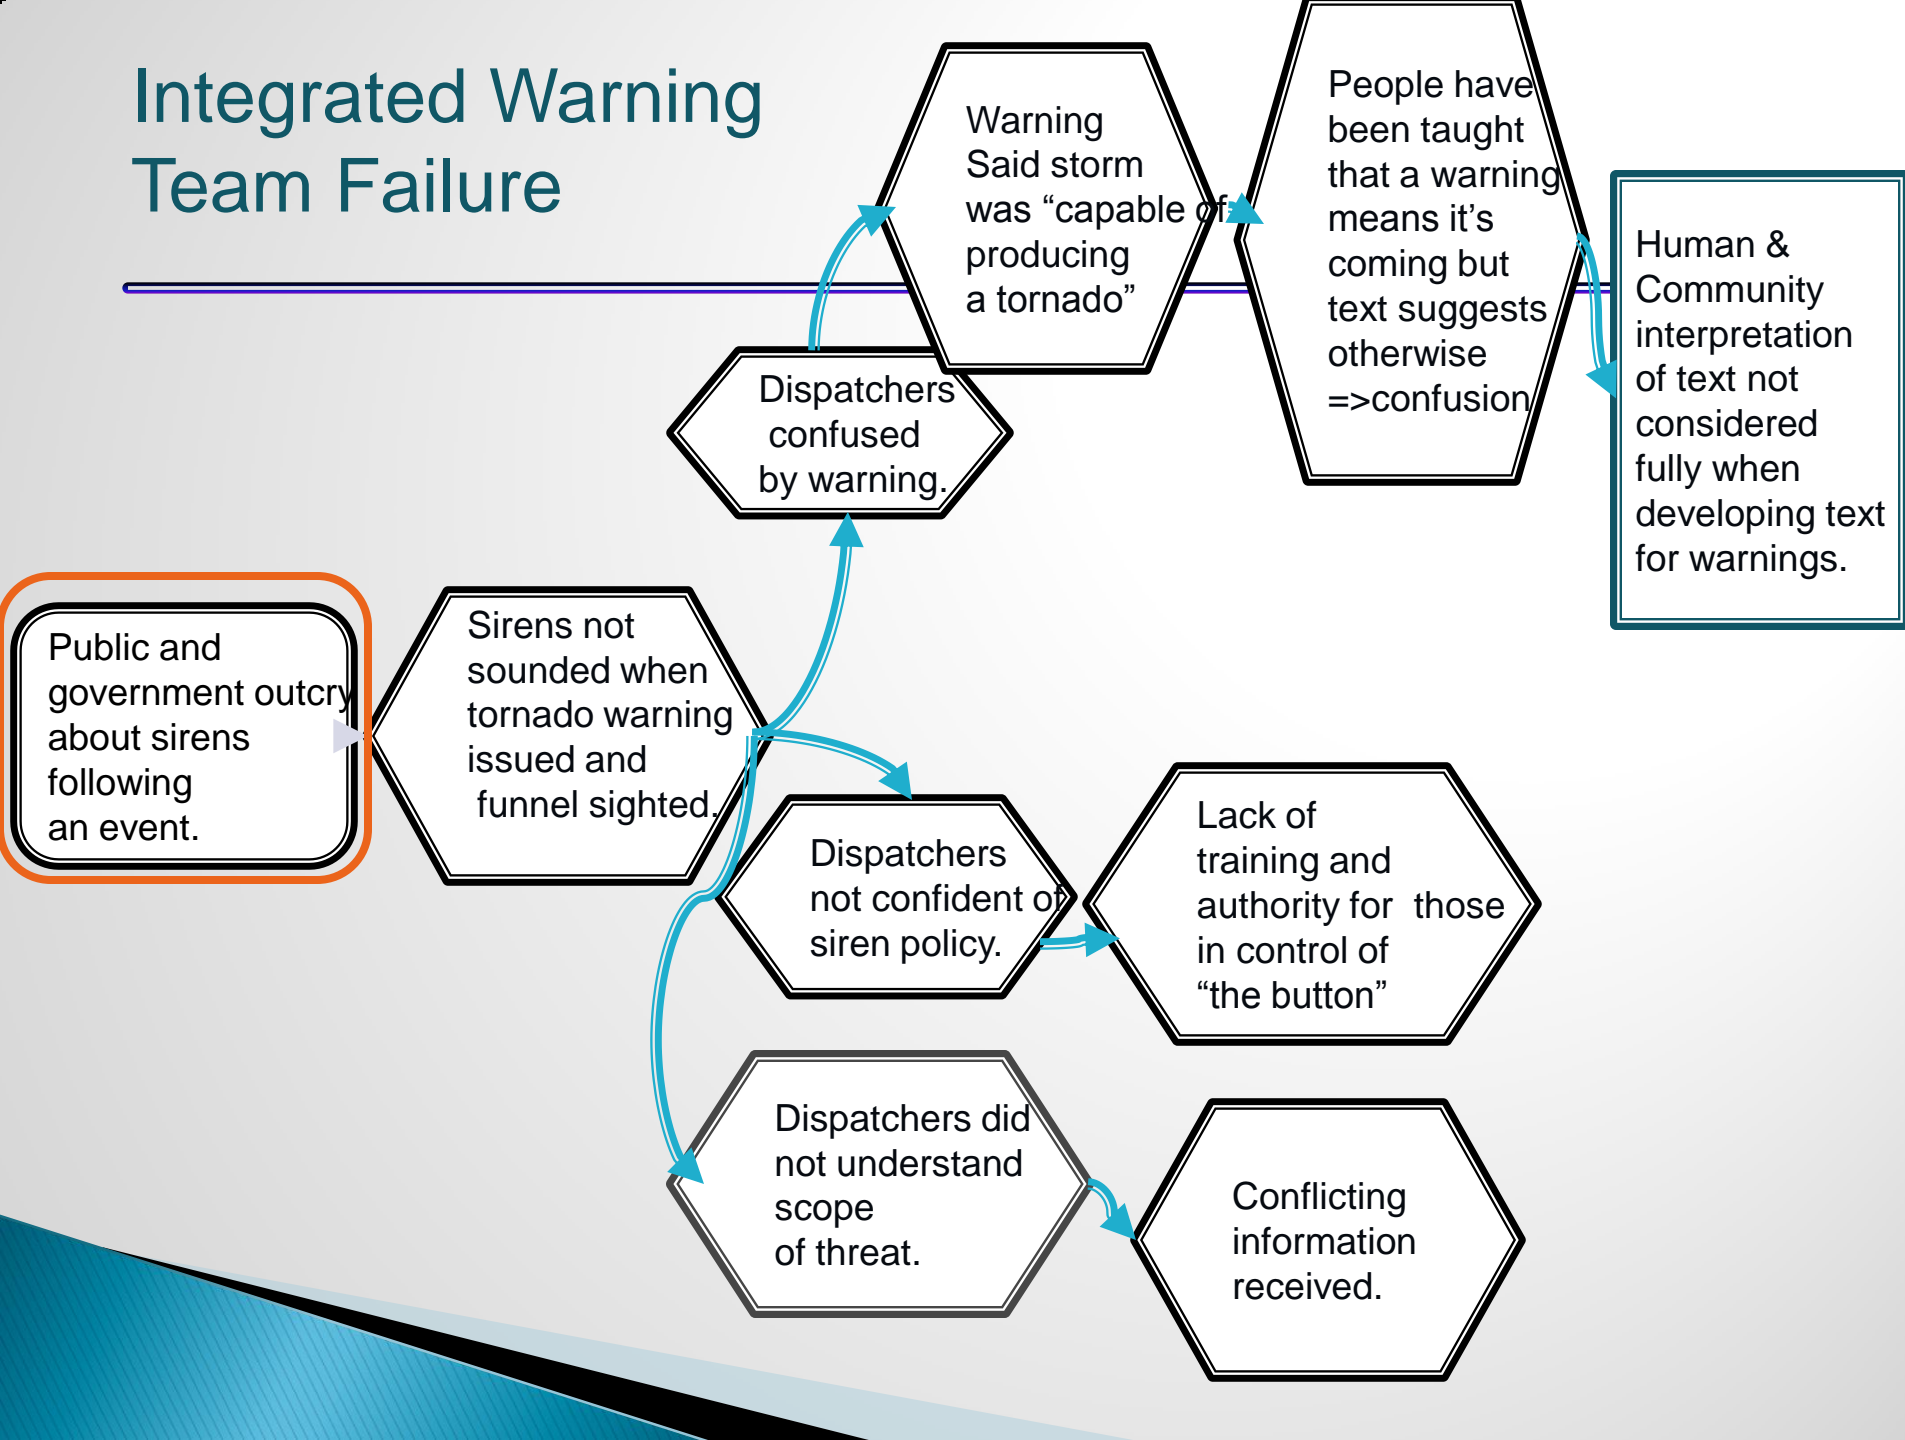 Integrated Warning
Team Failure
Warning
Said storm
was “capable of
producing
a tornado”
People have
been taught
that a warning
means it’s
coming but
text suggests
otherwise
=>confusion
Human &
Community
interpretation
of text not
considered
fully when
developing text
for warnings.
Dispatchers
confused
by warning.
Public and
government outcry
about sirens
following
an event.
Sirens not
sounded when
tornado warning
issued and
funnel sighted.
Dispatchers
not confident of
siren policy.
Lack of
training and
authority for  those
in control of
“the button”
Dispatchers did
not understand
scope
of threat.
Conflicting
information
received.